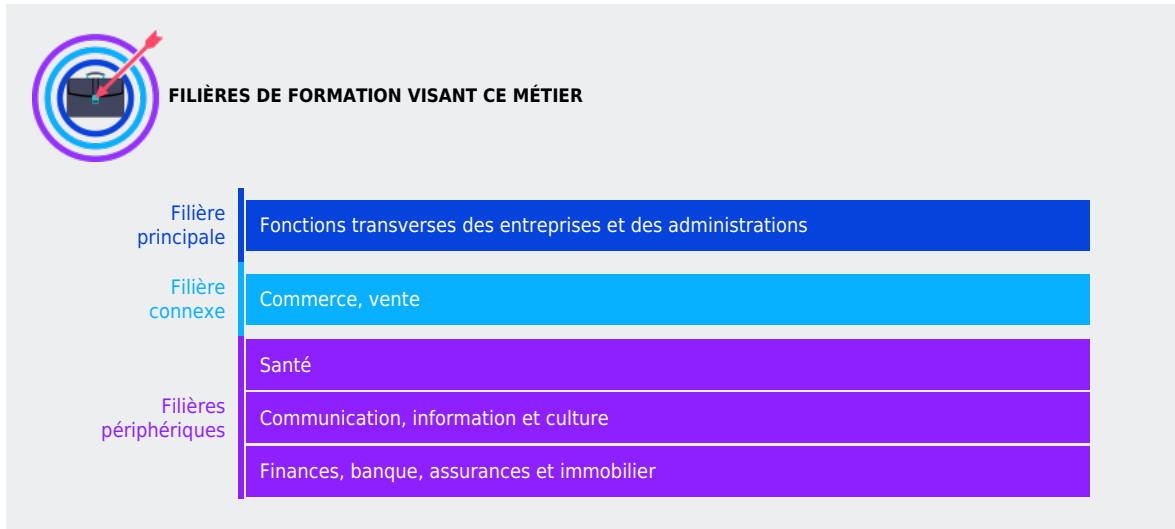 FILIÈRES DE FORMATION VISANT CE MÉTIER
Filière
principale
Fonctions transverses des entreprises et des administrations
Filière
connexe
Commerce, vente
Filières
périphériques
Santé
Communication, information et culture
Finances, banque, assurances et immobilier